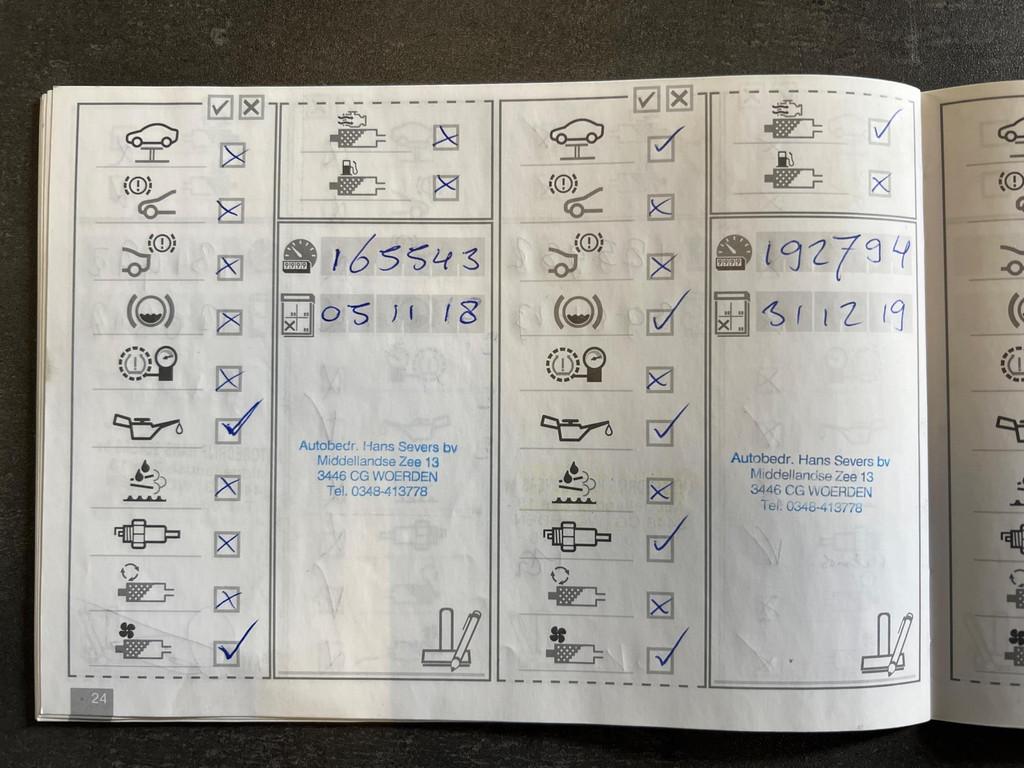 165543
05 11 18
Autobedr. Hans Severs bv
Middellandse Zee 13
3446 CG WOERDEN
Tel. 0348-413778
192794
31 12 19
Autobedr. Hans Severs bv
Middellandse Zee 13
3446 CG WOERDEN
Tel. 0348-413778
24